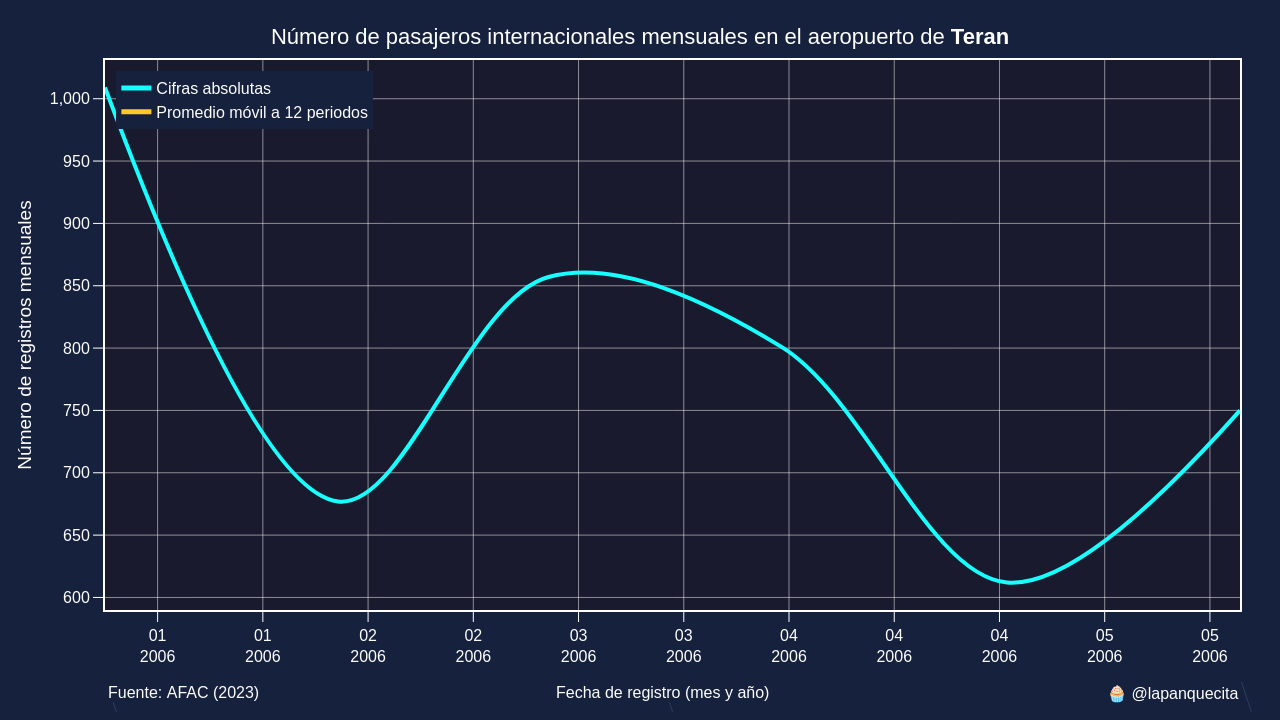 Número de pasajeros internacionales mensuales en el aeropuerto de Teran
Cifras absolutas
Promedio móvil a 12 periodos
Número de registros mensuales
1,000
950
900
850
800
750
700
650
600
01 01 02 02 03 03 04 04 04 05 05
2006 2006 2006 2006 2006 2006 2006 2006 2006 2006 2006
Fuente: AFAC (2023) Fecha de registro (mes y año) 🧁 @lapanquecita